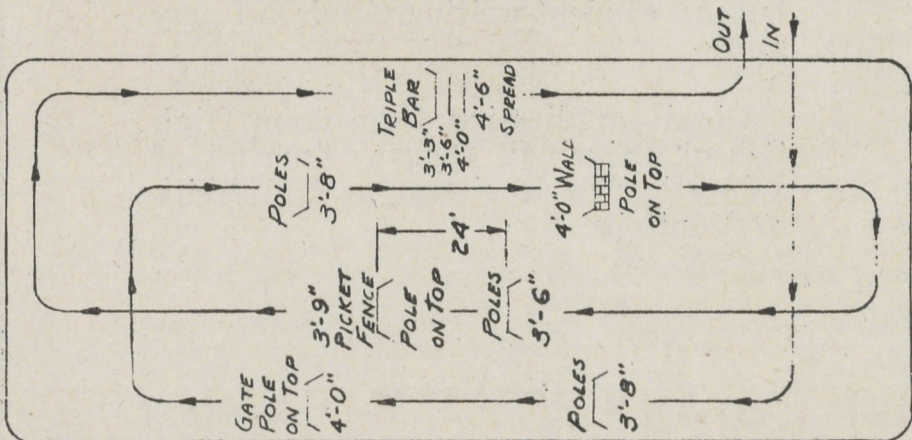 OUT
IN
TRIPLE
BAR
3'-3"
3'-6"
4'-0"
4'-6"
SPREAD
POLES
3'-8"
4'-0" WALL
POLE
ON TOP
24'
3'-9"
PICKET
FENCE
POLE
ON TOP
POLES
3'-6"
GATE
POLE
ON TOP
4'-0"
POLES
3'-8"